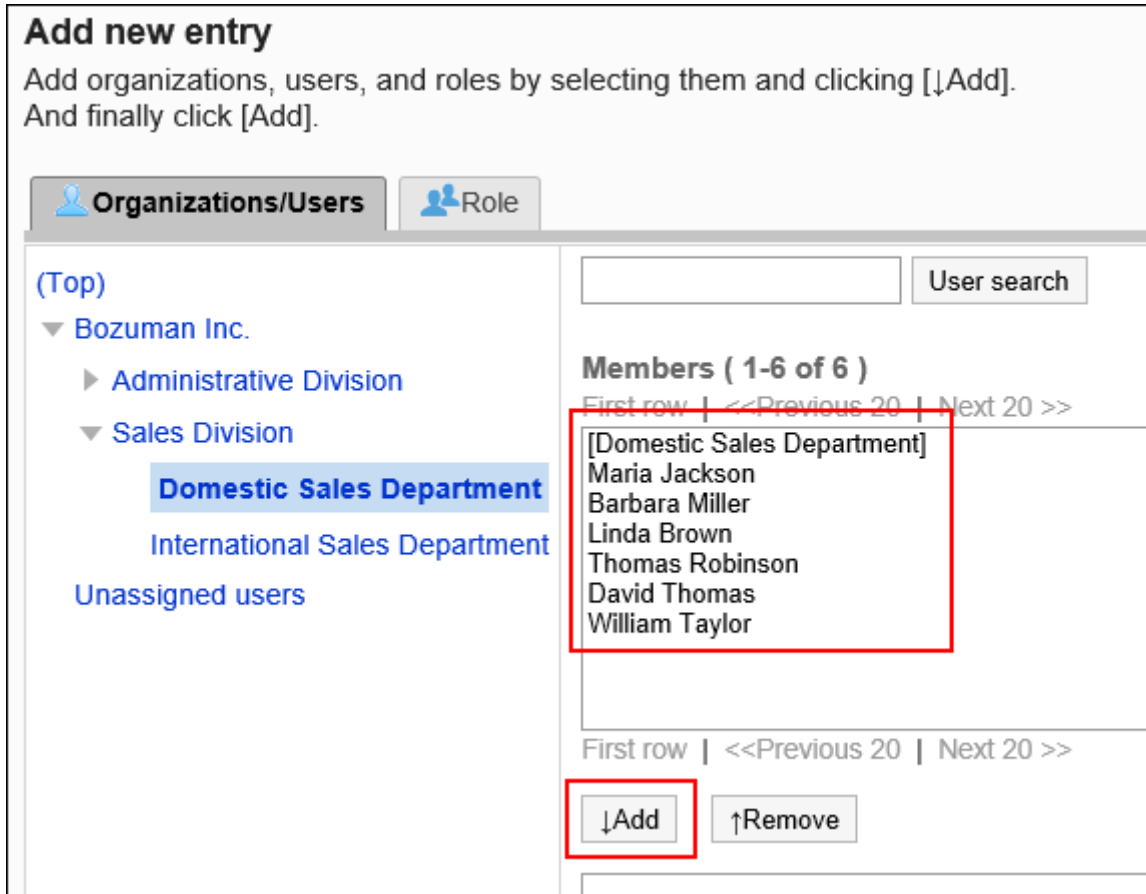 Add new entry
Add organizations, users, and roles by selecting them and clicking [↓Add].
And finally click [Add].
Organizations/Users
Role
(Top)
Bozuman Inc.
Administrative Division
Sales Division
Domestic Sales Department
International Sales Department
Unassigned users
User search
Members ( 1-6 of 6 )
First row | <<Previous 20 | Next 20 >>
[Domestic Sales Department]
Maria Jackson
Barbara Miller
Linda Brown
Thomas Robinson
David Thomas
William Taylor
First row | <<Previous 20 | Next 20 >>
↓Add
↑Remove